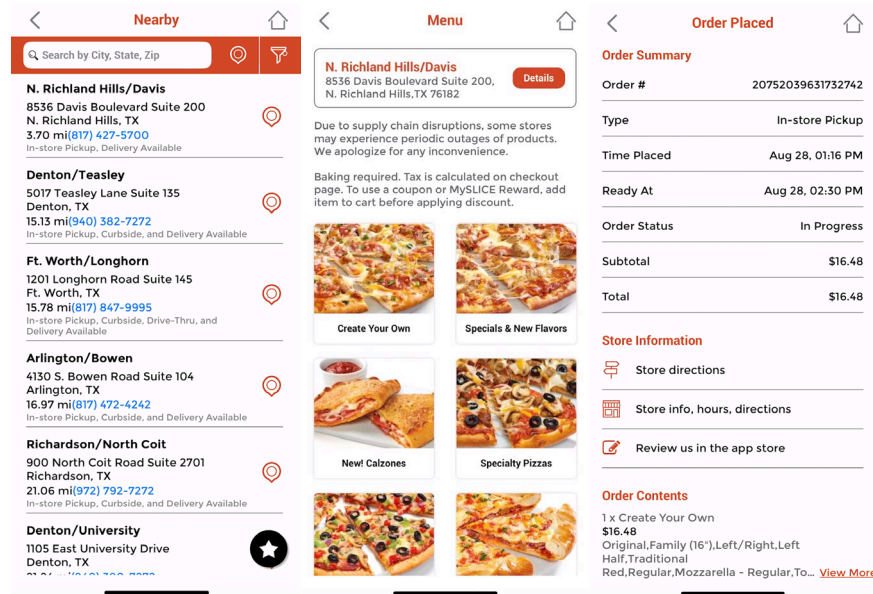 Nearby
Search by City, State, Zip
N. Richland Hills/Davis
8536 Davis Boulevard Suite 200
N. Richland Hills, TX
3.70 mi(817) 427-5700
In-store Pickup, Delivery Available
Denton/Teasley
5017 Teasley Lane Suite 135
Denton, TX
15.13 mi(940) 382-7272
In-store Pickup, Curbside, and Delivery Available
Ft. Worth/Longhorn
1201 Longhorn Road Suite 145
Ft. Worth, TX
15.78 mi(817) 847-9995
In-store Pickup, Curbside, Drive-Thru, and
Delivery Available
Arlington/Bowen
4130 S. Bowen Road Suite 104
Arlington, TX
16.97 mi(817) 472-4242
In-store Pickup, Curbside, and Delivery Available
Richardson/North Coit
900 North Coit Road Suite 2701
Richardson, TX
21.06 mi(972) 792-7272
In-store Pickup, Curbside, and Delivery Available
Denton/University
1105 East University Drive
Denton, TX
Menu
N. Richland Hills/Davis
8536 Davis Boulevard Suite 200,
N. Richland Hills,TX 76182
Details
Due to supply chain disruptions, some stores
may experience periodic outages of products.
We apologize for any inconvenience.
Baking required. Tax is calculated on checkout
page. To use a coupon or MySLICE Reward, add
item to cart before applying discount.
Create Your Own
Specials & New Flavors
New! Calzones
Specialty Pizzas
Order Placed
Order Summary
Order # 20752039631732742
Type In-store Pickup
Time Placed Aug 28, 01:16 PM
Ready At Aug 28, 02:30 PM
Order Status In Progress
Subtotal $16.48
Total $16.48
Store Information
Store directions
Store info, hours, directions
Review us in the app store
Order Contents
1 x Create Your Own
$16.48
Original,Family (16"),Left/Right,Left
Half,Traditional
Red,Regular,Mozzarella - Regular,To... View More